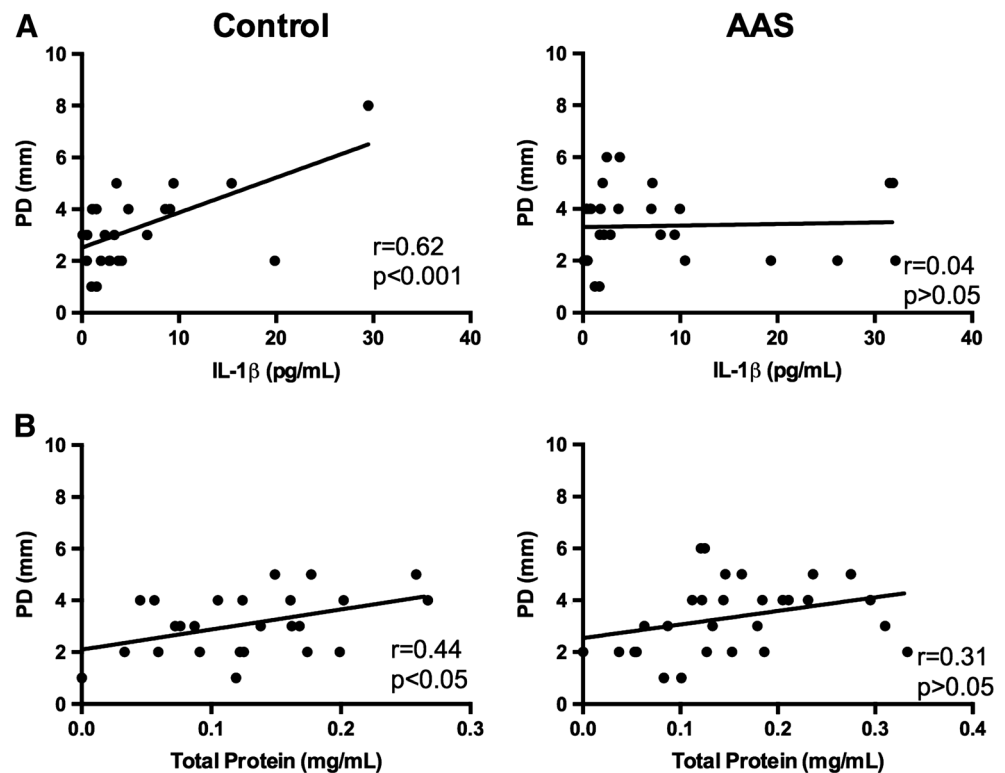 A
Control
AAS
10
8
6
4
2
0
PD (mm)
0 10 20 30 40
IL-1β (pg/mL)
r=0.62
p<0.001
10
8
6
4
2
0
PD (mm)
0 10 20 30 40
IL-1β (pg/mL)
r=0.04
p>0.05
B
10
8
6
4
2
0
PD (mm)
0.0 0.1 0.2 0.3
Total Protein (mg/mL)
r=0.44
p<0.05
10
8
6
4
2
0
PD (mm)
0.0 0.1 0.2 0.3 0.4
Total Protein (mg/mL)
r=0.31
p>0.05